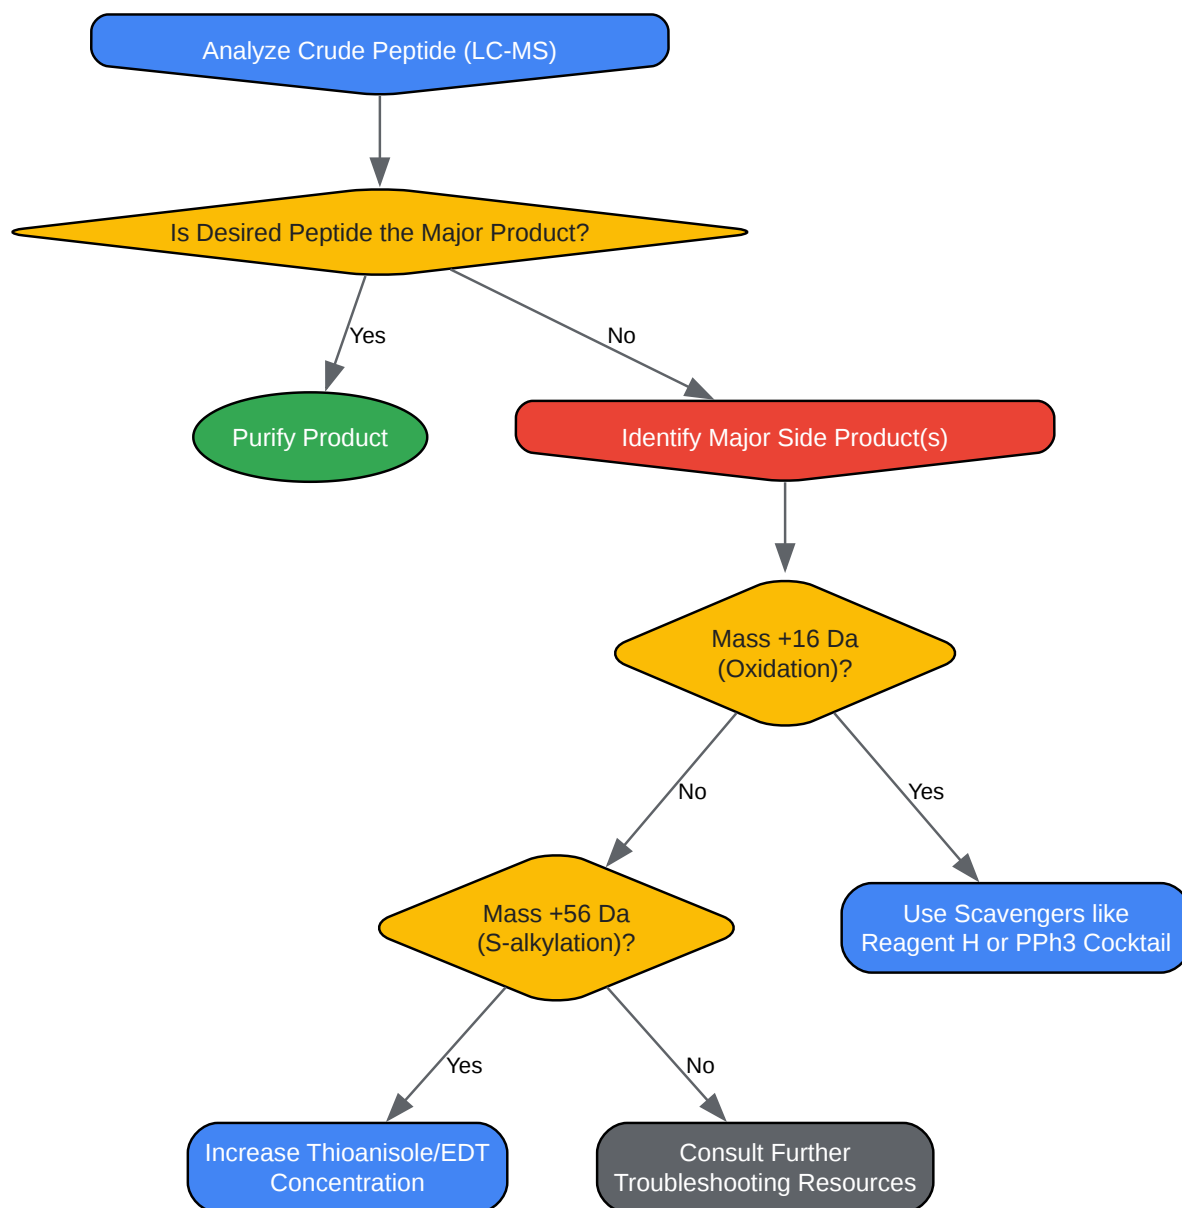 Analyze Crude Peptide (LC-MS)
Is Desired Peptide the Major Product?
Yes
No
Purify Product
Identify Major Side Product(s)
Mass +16 Da
(Oxidation)?
No
Yes
Mass +56 Da
(S-alkylation)?
Use Scavengers like
Reagent H or PPh3 Cocktail
Yes
No
Increase Thioanisole/EDT
Concentration
Consult Further
Troubleshooting Resources